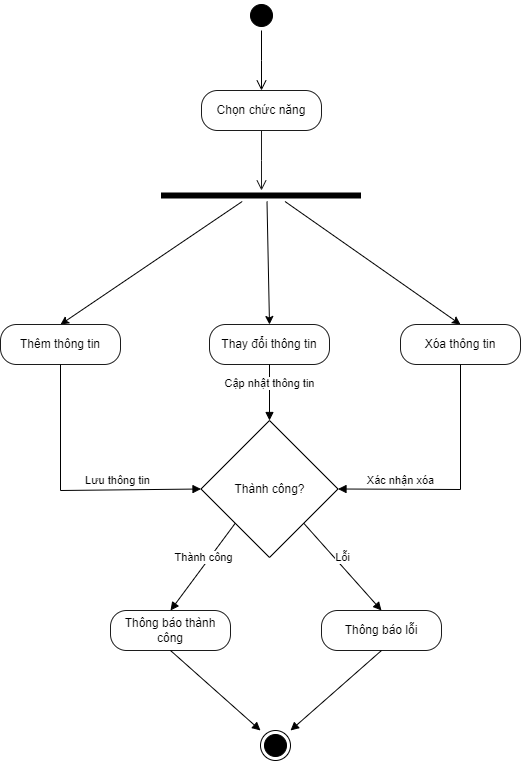 Chọn chức năng
Thêm thông tin
Thay đổi thông tin
Xóa thông tin
Cập nhật thông tin
Lưu thông tin
Thành công?
Xác nhận xóa
Thành công
Lỗi
Thông báo thành
công
Thông báo lỗi